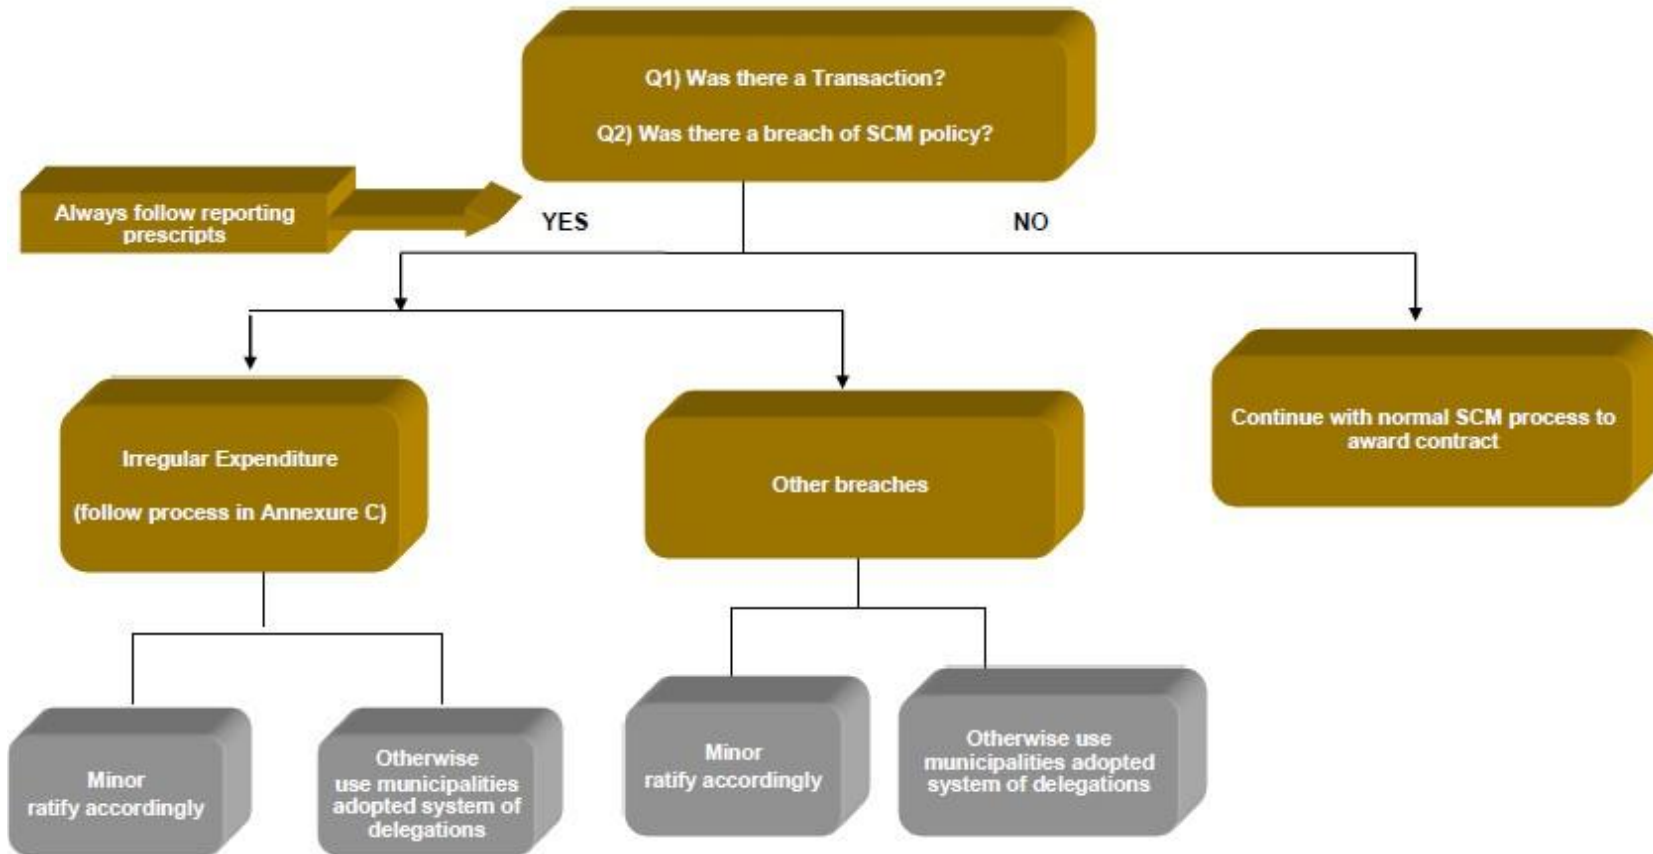 Q1) Was there a Transaction?
Q2) Was there a breach of SCM policy?
Always follow reporting
prescripts
YES
NO
Irregular Expenditure
(follow process in Annexure C)
Other breaches
Continue with normal SCM process to
award contract
Minor
ratify accordingly
Otherwise
use municipalities
adopted system of
delegations
Minor
ratify accordingly
Otherwise use
municipalities adopted
system of delegations